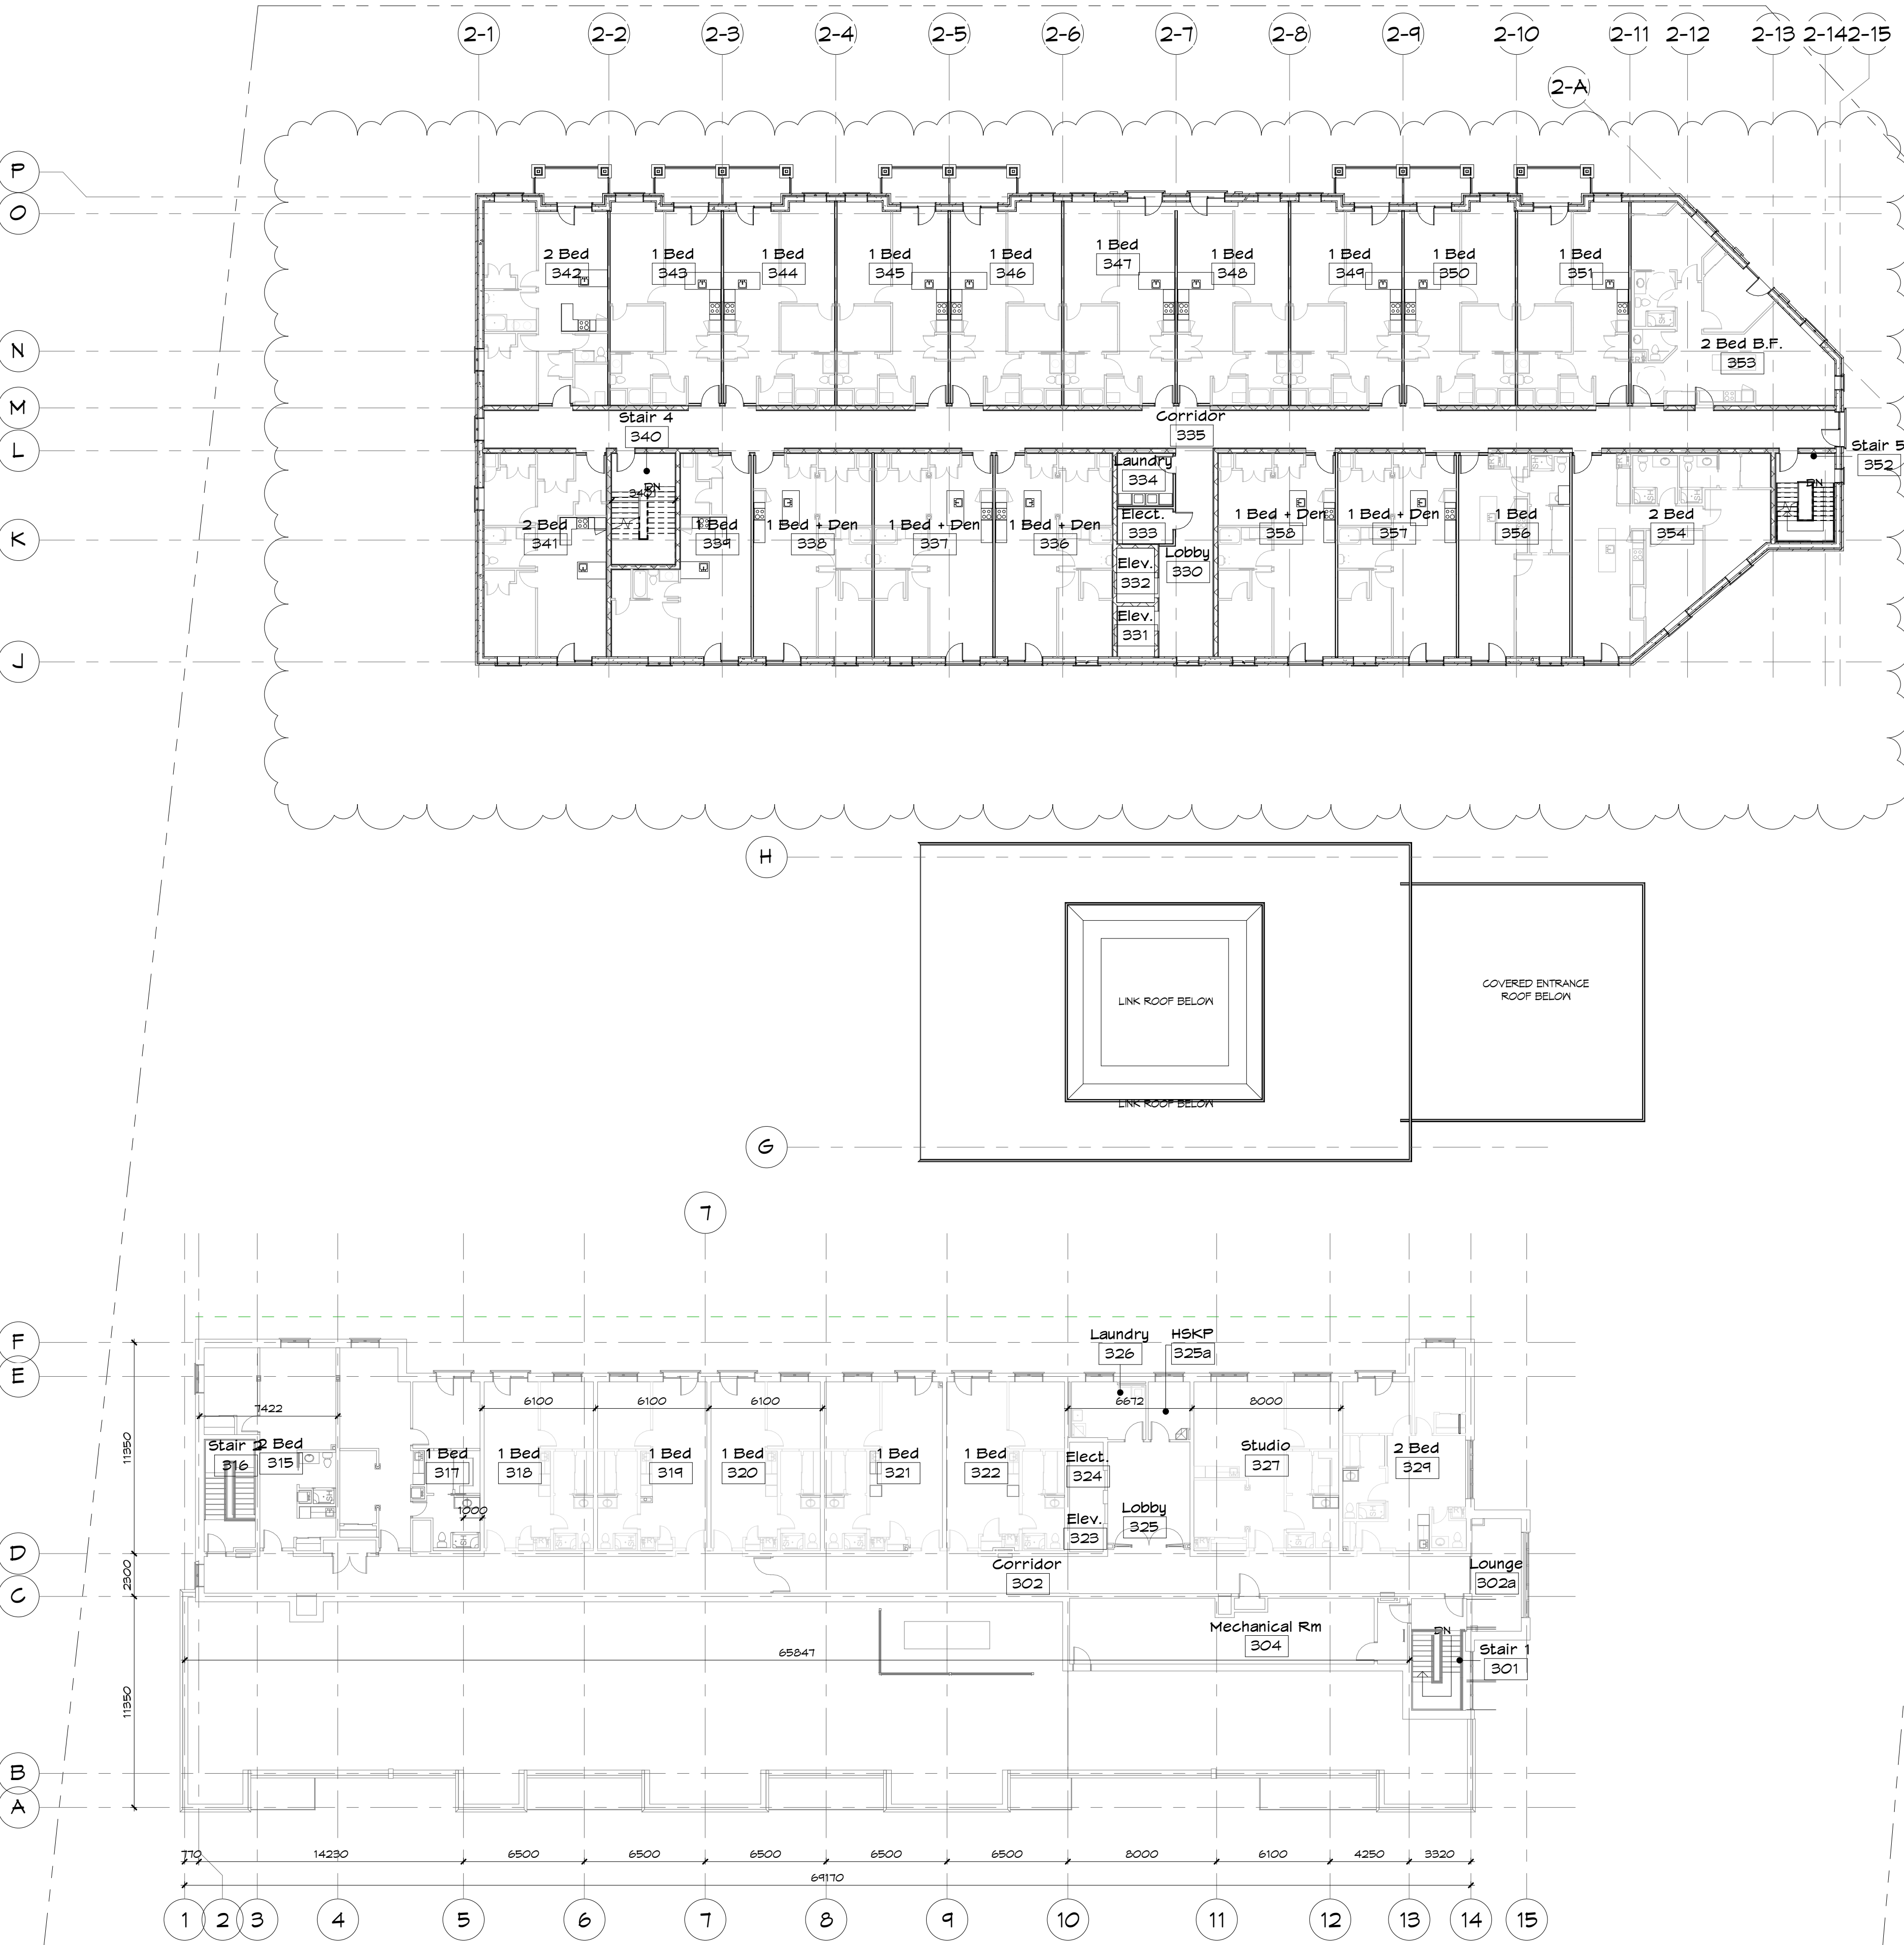 2-1 2-2 2-3 2-4 2-5 2-6 2-7 2-8 2-9 2-10 2-11 2-12 2-13 2-14 2-15
2-A
P
O
N
M
L
K
J
2 Bed
342
1 Bed
343
1 Bed
344
1 Bed
345
1 Bed
346
1 Bed
347
1 Bed
348
1 Bed
349
1 Bed
350
1 Bed
351
2 Bed B.F.
353
Stair 4
340
Corridor
335
Stair 5
352
DN
DN
Laundry
334
Elect.
333
Lobby
330
Elev.
332
Elev.
331
2 Bed
341
1 Bed
339
1 Bed + Den
338
1 Bed + Den
337
1 Bed + Den
336
1 Bed + Den
358
1 Bed + Den
357
1 Bed
356
2 Bed
354
H
G
LINK ROOF BELOW
LINK ROOF BELOW
COVERED ENTRANCE
ROOF BELOW
7
F
E
D
C
B
A
11350
2300
11350
Laundry
326
HSKP
325a
7422
6100
6100
6100
6672
8000
Stair 2
316
2 Bed
315
1 Bed
317
1 Bed
318
1 Bed
319
1 Bed
320
1 Bed
321
1 Bed
322
Elect.
324
Elev.
323
Lobby
325
Studio
327
2 Bed
329
1000
Corridor
302
Lounge
302a
Mechanical Rm
304
65847
DN
Stair 1
301
770 14230 6500 6500 6500 6500 6500 8000 6100 4250 3320
69170
1 2 3 4 5 6 7 8 9 10 11 12 13 14 15